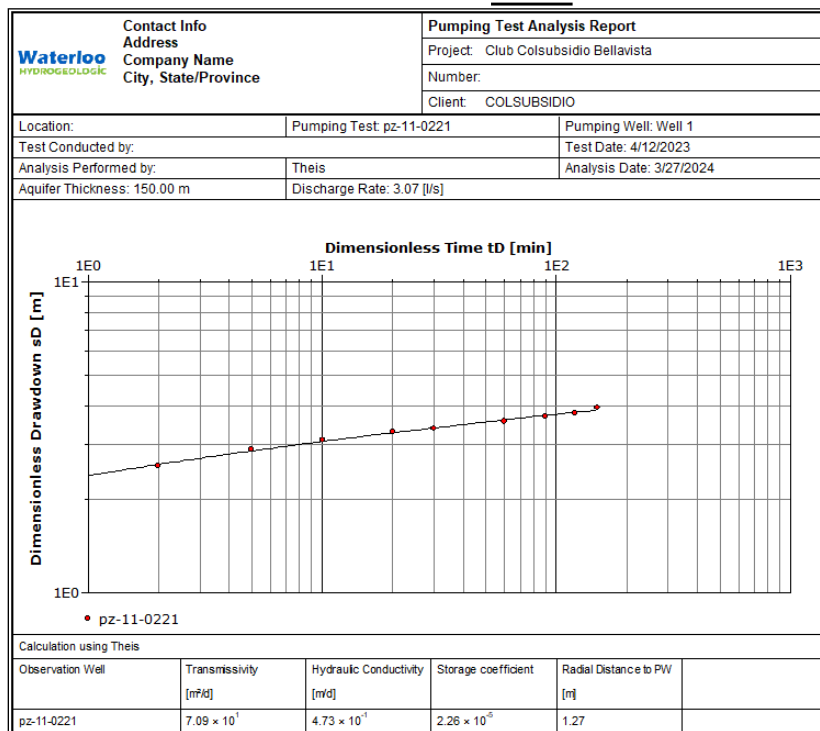 Waterloo
HYDROGEOLOGIC
Contact Info
Address
Company Name
City, State/Province
Pumping Test Analysis Report
Project: Club Colsubsidio Bellavista
Number:
Client: COLSUBSIDIO
Location: Pumping Test: pz-11-0221 Pumping Well: Well 1
Test Conducted by: Test Date: 4/12/2023
Analysis Performed by: Theis Analysis Date: 3/27/2024
Aquifer Thickness: 150.00 m Discharge Rate: 3.07 [l/s]
Dimensionless Time tD [min]
1E0 1E1 1E2 1E3
1E1
Dimensionless Drawdown sD [m]
1E0
pz-11-0221
Calculation using Theis
Observation Well Transmissivity Hydraulic Conductivity Storage coefficient Radial Distance to PW
[m²/d] [m/d] [m]
pz-11-0221 7.09 × 10¹ 4.73 × 10⁻¹ 2.26 × 10⁻⁵ 1.27